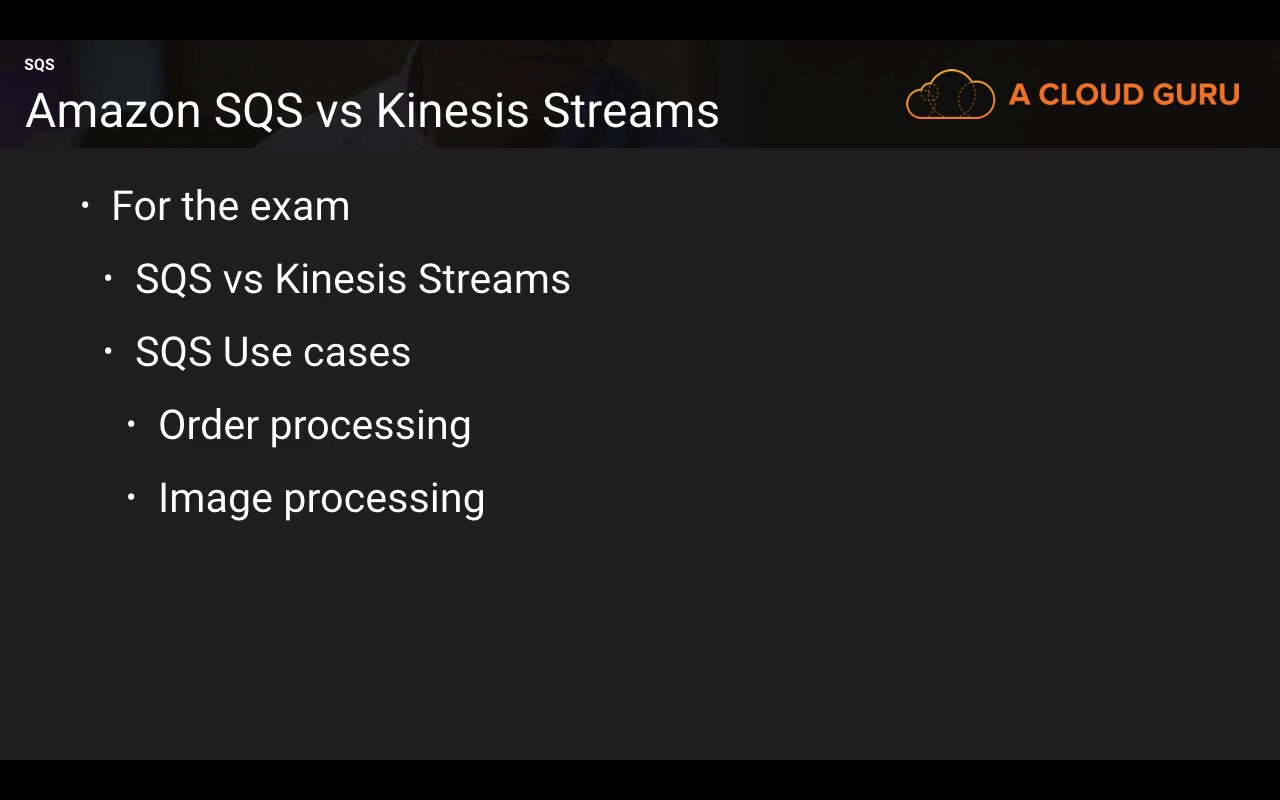 SQS
Amazon SQS vs Kinesis Streams
A CLOUD GURU
• For the exam
• SQS vs Kinesis Streams
• SQS Use cases
• Order processing
• Image processing